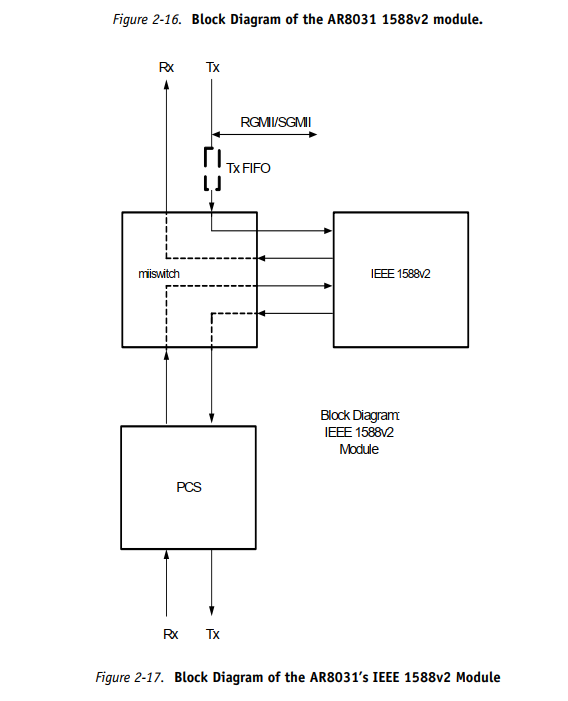 Figure 2-16. Block Diagram of the AR8031 1588v2 module.
Rx Tx
RGMII/SGMII
Tx FIFO
miiswitch
IEEE 1588v2
Block Diagram:
IEEE 1588v2
Module
PCS
Rx Tx
Figure 2-17. Block Diagram of the AR8031's IEEE 1588v2 Module